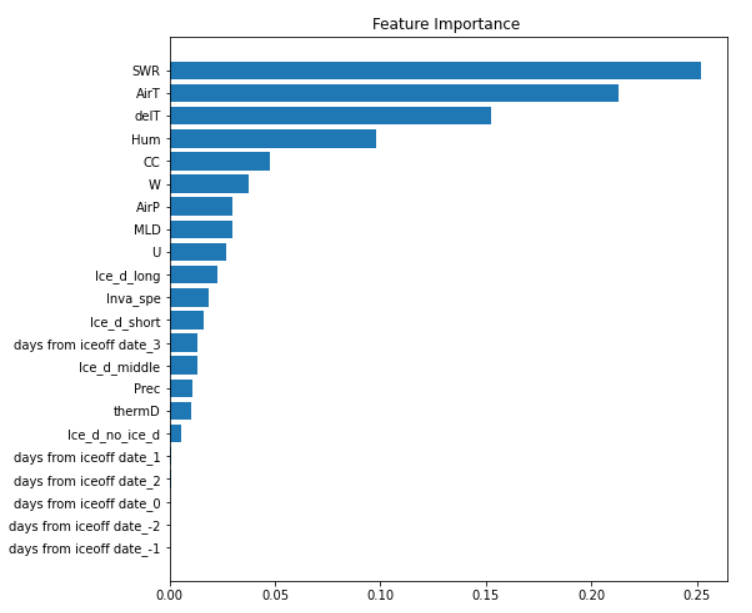 Feature Importance
SWR
AirT
delT
Hum
CC
W
AirP
MLD
U
Ice_d_long
Inva_spe
Ice_d_short
days from iceoff date_3
Ice_d_middle
Prec
thermD
Ice_d_no_ice_d
days from iceoff date_1
days from iceoff date_2
days from iceoff date_0
days from iceoff date_-2
days from iceoff date_-1
0.00 0.05 0.10 0.15 0.20 0.25